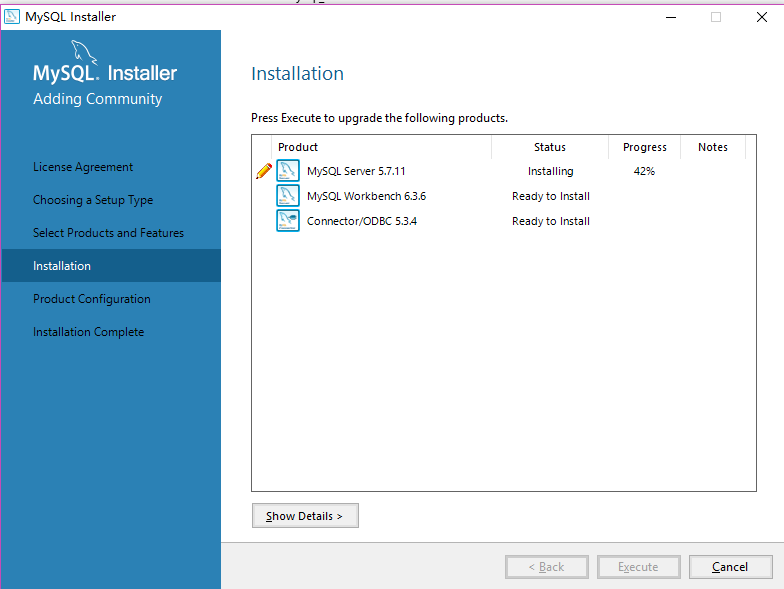 MySQL Installer
MySQL. Installer
Adding Community
License Agreement
Choosing a Setup Type
Select Products and Features
Installation
Product Configuration
Installation Complete
Installation
Press Execute to upgrade the following products.
Product Status Progress Notes
MySQL Server 5.7.11 Installing 42%
MySQL Workbench 6.3.6 Ready to Install
Connector/ODBC 5.3.4 Ready to Install
Show Details >
< Back Execute Cancel